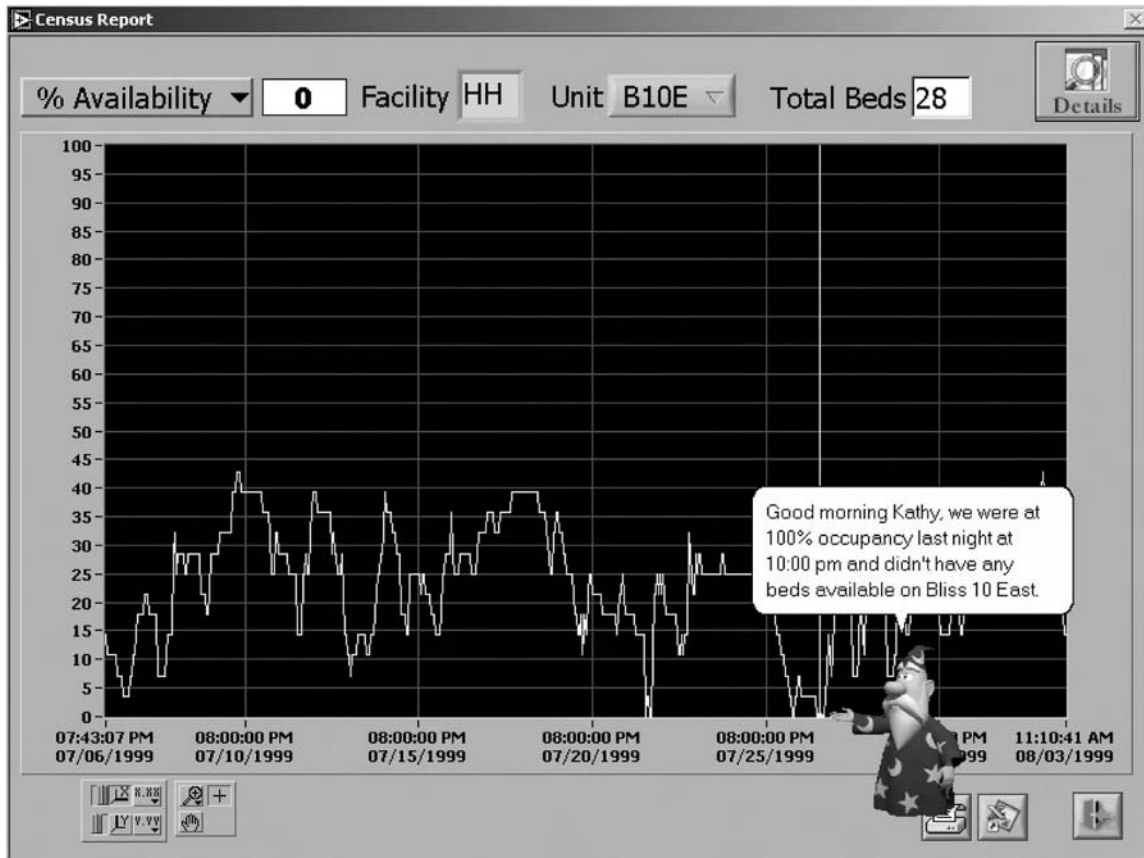 Census Report
% Availability 0 Facility HH Unit B10E Total Beds 28
Details
100
95
90
85
80
75
70
65
60
55
50
45
40
35
30
25
20
15
10
5
0
Good morning Kathy, we were at
100% occupancy last night at
10:00 pm and didn't have any
beds available on Bliss 10 East.
07:43:07 PM 08:00:00 PM 08:00:00 PM 08:00:00 PM 08:00:00 PM PM 11:10:41 AM
07/06/1999 07/10/1999 07/15/1999 07/20/1999 07/25/1999 999 08/03/1999
X 8.88
Y Y.YY